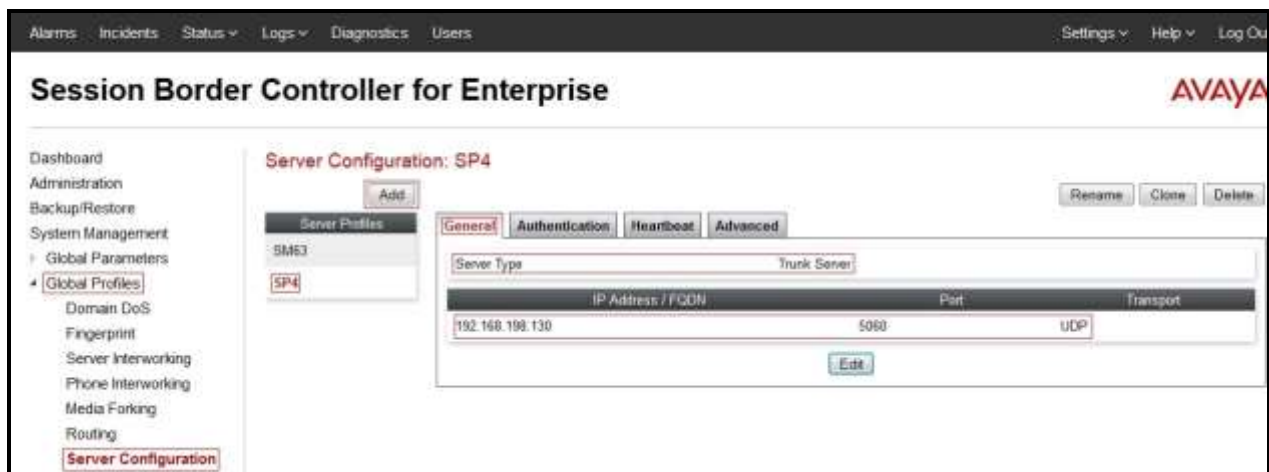 Alarms Incidents Status Logs Diagnostics Users Settings Help Log Ou
Session Border Controller for Enterprise
AVAYA
Dashboard
Administration
Backup/Restore
System Management
Global Parameters
Global Profiles
Domain DoS
Fingerprint
Server Interworking
Phone Interworking
Media Forking
Routing
Server Configuration
Server Configuration: SP4
Add
Rename Clone Delete
Server Profiles
SM63
SP4
General Authentication Heartbeat Advanced
Server Type Trunk Server
IP Address / FQDN Port Transport
192.168.198.130 5060 UDP
Edit